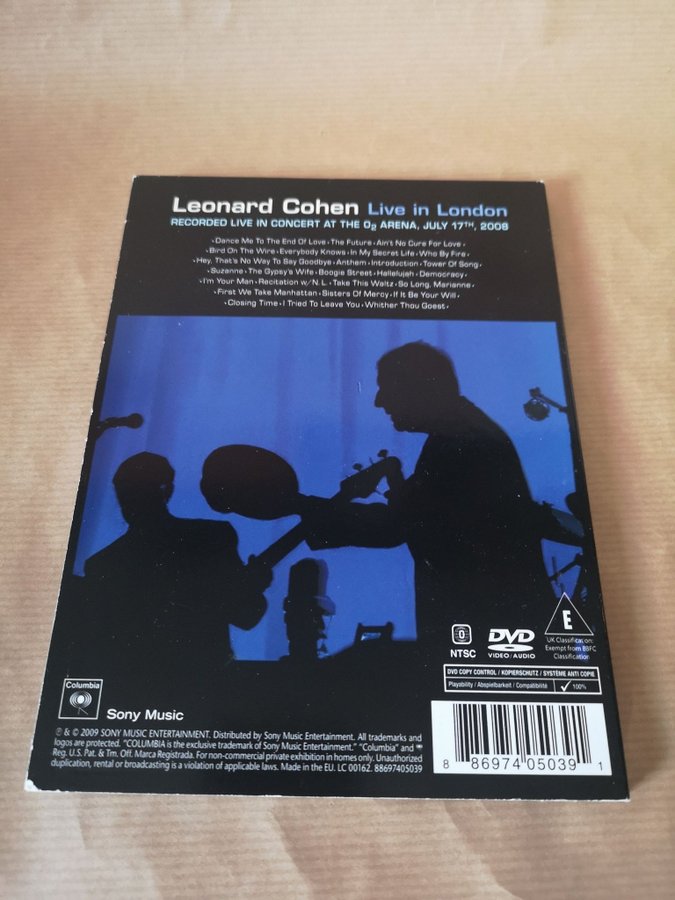 Leonard Cohen Live in London
RECORDED LIVE IN CONCERT AT THE O2 ARENA, JULY 17TH, 2008
•Dance Me To The End Of Love•The Future•Ain't No Cure For Love•
•Bird On The Wire•Everybody Knows•In My Secret Life•Who By Fire•
•Hey, That's No Way To Say Goodbye•Anthem•Introduction•Tower Of Song•
•Suzanne•The Gypsy's Wife•Boogie Street•Hallelujah•Democracy•
•I'm Your Man•Recitation w/ N.L.•Take This Waltz•So Long, Marianne•
•First We Take Manhattan•Sisters Of Mercy•If It Be Your Will•
•Closing Time•I Tried To Leave You•Whither Thou Goest•
0
NTSC
DVD
VIDEO/AUDIO
E
UK Classification:
Exempt from BBFC
Classification
DVD COPY CONTROL / KOPIERSCHUTZ / SYSTÈME ANTI COPIE
Playability / Abspielbarkeit / Compatibilité ✓ 100%
Columbia
Sony Music
℗ & © 2009 SONY MUSIC ENTERTAINMENT. Distributed by Sony Music Entertainment. All trademarks and
logos are protected. "COLUMBIA is the exclusive trademark of Sony Music Entertainment." "Columbia" and
Reg. U.S. Pat. & Tm. Off. Marca Registrada. For non-commercial private exhibition in homes only. Unauthorized
duplication, rental or broadcasting is a violation of applicable laws. Made in the EU. LC 00162. 88697405039
8 86974 05039 1